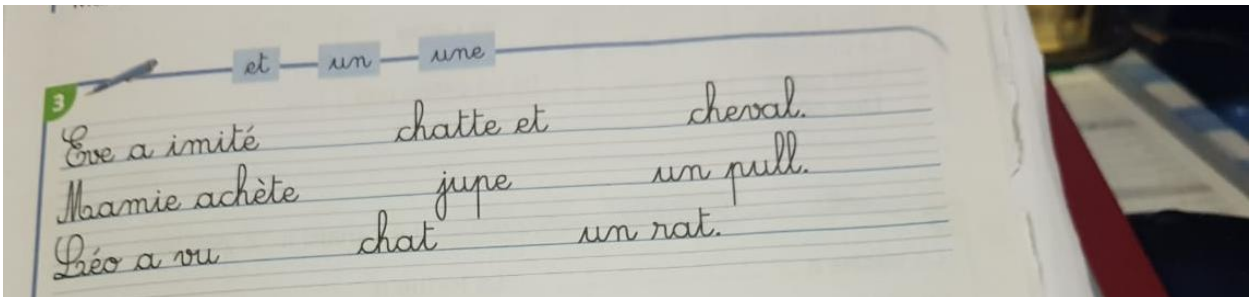 et un une
3
Eve a imité chatte et cheval.
Mamie achète jupe un pull.
Léo a vu chat un rat.